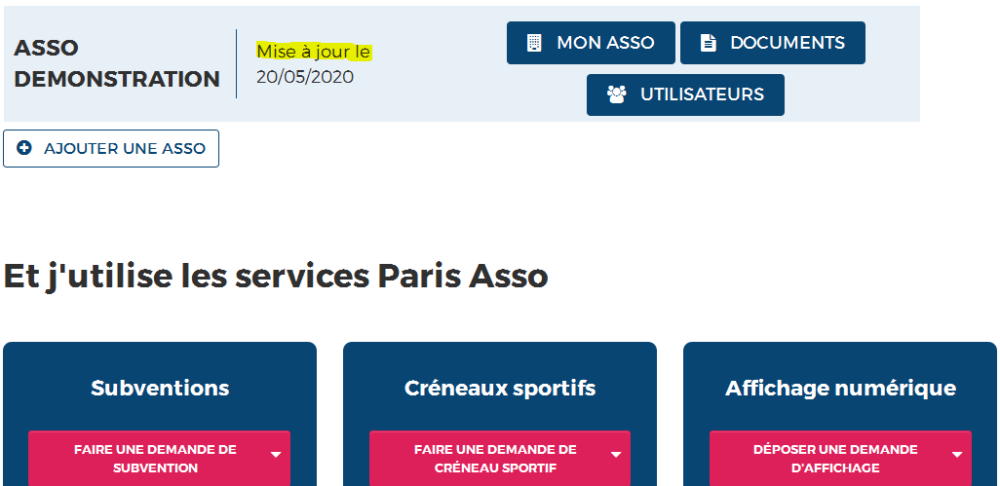 ASSO
DEMONSTRATION
Mise à jour le
20/05/2020
MON ASSO
DOCUMENTS
UTILISATEURS
AJOUTER UNE ASSO
Et j'utilise les services Paris Asso
Subventions
FAIRE UNE DEMANDE DE
SUBVENTION
Créneaux sportifs
FAIRE UNE DEMANDE DE
CRÉNEAU SPORTIF
Affichage numérique
DÉPOSER UNE DEMANDE
D'AFFICHAGE